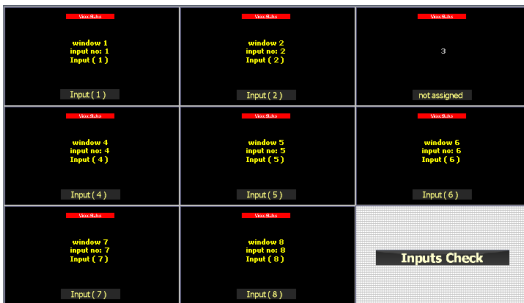 window 1
input no: 1
Input ( 1 )
Input ( 1 )
window 2
input no: 2
Input ( 2 )
Input ( 2 )
3
not assigned
window 4
input no: 4
Input ( 4 )
Input ( 4 )
window 5
input no: 5
Input ( 5 )
Input ( 5 )
window 6
input no: 6
Input ( 6 )
Input ( 6 )
window 7
input no: 7
Input ( 7 )
Input ( 7 )
window 8
input no: 8
Input ( 8 )
Input ( 8 )
Inputs Check